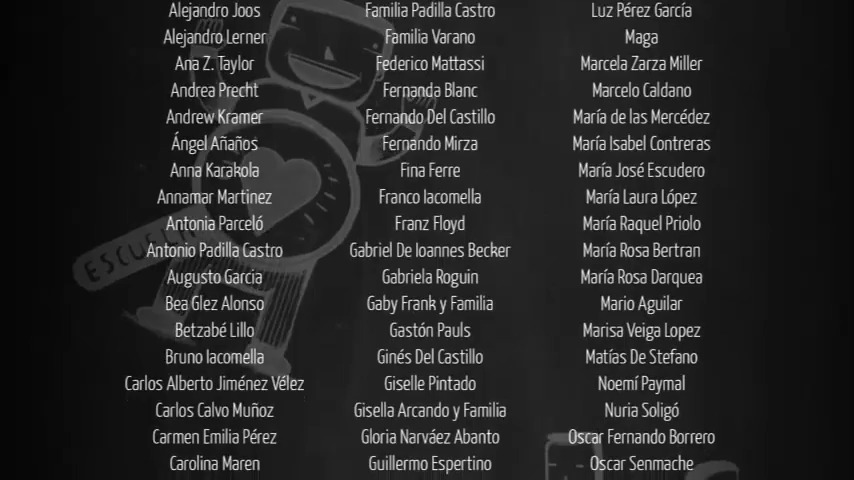 Alejandro Joos
Alejandro Lerner
Ana Z. Taylor
Andrea Precht
Andrew Kramer
Ángel Añaños
Anna Karakola
Annamar Martinez
Antonia Parceló
Antonio Padilla Castro
Augusto Garcia
Bea Glez Alonso
Betzabé Lillo
Bruno Iacomella
Carlos Alberto Jiménez Vélez
Carlos Calvo Muñoz
Carmen Emilia Pérez
Carolina Maren
Familia Padilla Castro
Familia Varano
Federico Mattassi
Fernanda Blanc
Fernando Del Castillo
Fernando Mirza
Fina Ferre
Franco Iacomella
Franz Floyd
Gabriel De Ioannes Becker
Gabriela Roguin
Gaby Frank y Familia
Gastón Pauls
Ginés Del Castillo
Giselle Pintado
Gisella Arcando y Familia
Gloria Narváez Abanto
Guillermo Espertino
Luz Pérez García
Maga
Marcela Zarza Miller
Marcelo Caldano
María de las Mercédez
María Isabel Contreras
María José Escudero
María Laura López
María Raquel Priolo
María Rosa Bertran
María Rosa Darquea
Mario Aguilar
Marisa Veiga Lopez
Matías De Stefano
Noemí Paymal
Nuria Soligó
Oscar Fernando Borrero
Oscar Senmache
ESCUELA